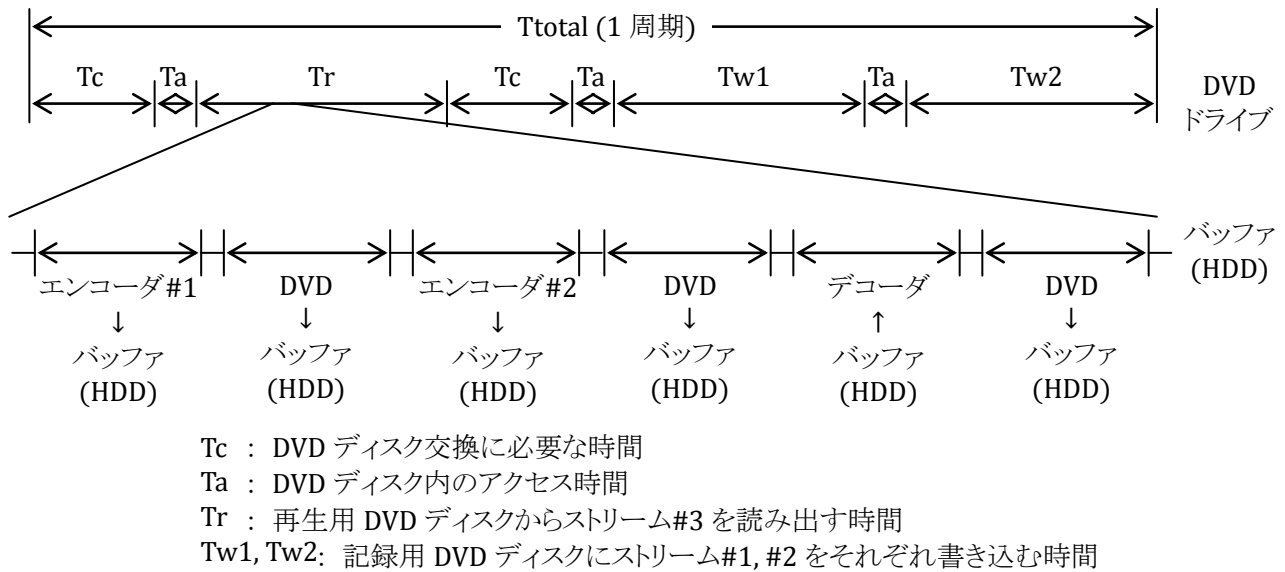 Ttotal (1 周期)
Tc Ta Tr Tc Ta Tw1 Ta Tw2
DVD
ドライブ
バッファ
(HDD)
エンコーダ#1 DVD エンコーダ#2 DVD デコーダ DVD
↓ ↓ ↓ ↓ ↑ ↓
バッファ バッファ バッファ バッファ バッファ バッファ
(HDD) (HDD) (HDD) (HDD) (HDD) (HDD)
Tc : DVD ディスク交換に必要な時間
Ta : DVD ディスク内のアクセス時間
Tr : 再生用 DVD ディスクからストリーム#3 を読み出す時間
Tw1, Tw2: 記録用 DVD ディスクにストリーム#1, #2 をそれぞれ書き込む時間